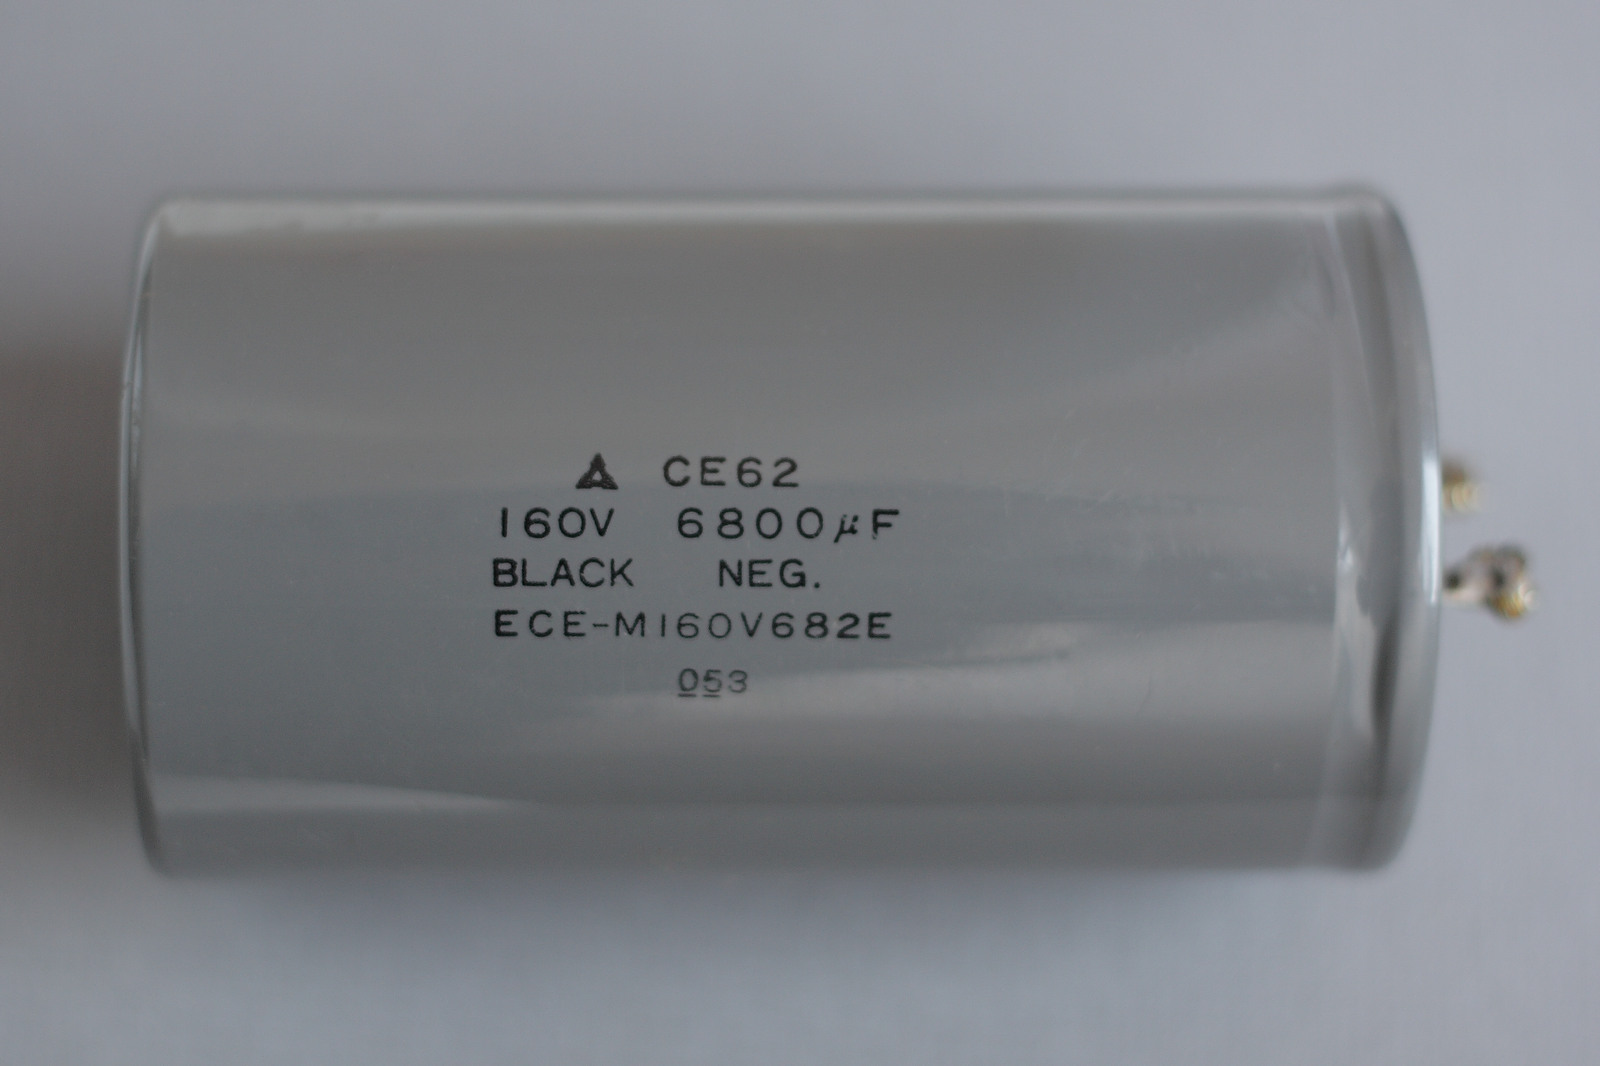 CE62
160V 6800µF
BLACK NEG.
ECE-M160V682E
053